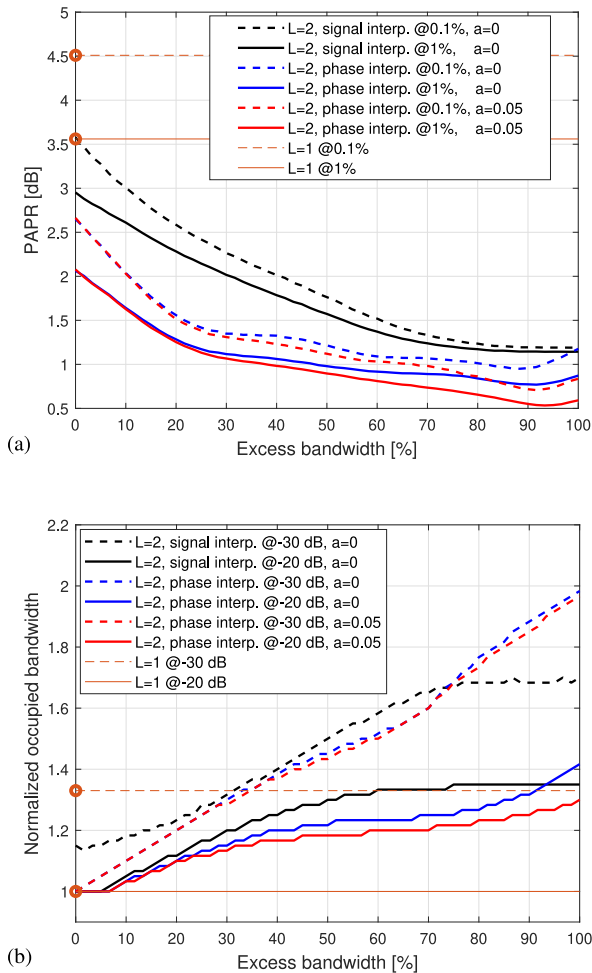 L=2, signal interp. @0.1%, a=0
L=2, signal interp. @1%, a=0
L=2, phase interp. @0.1%, a=0
L=2, phase interp. @1%, a=0
L=2, phase interp. @0.1%, a=0.05
L=2, phase interp. @1%, a=0.05
L=1 @0.1%
L=1 @1%
5
4.5
4
3.5
3
2.5
2
1.5
1
0.5
PAPR [dB]
0 10 20 30 40 50 60 70 80 90 100
Excess bandwidth [%]
(a)
L=2, signal interp. @-30 dB, a=0
L=2, signal interp. @-20 dB, a=0
L=2, phase interp. @-30 dB, a=0
L=2, phase interp. @-20 dB, a=0
L=2, phase interp. @-30 dB, a=0.05
L=2, phase interp. @-20 dB, a=0.05
L=1 @-30 dB
L=1 @-20 dB
2.2
2
1.8
1.6
1.4
1.2
1
Normalized occupied bandwidth
0 10 20 30 40 50 60 70 80 90 100
Excess bandwidth [%]
(b)